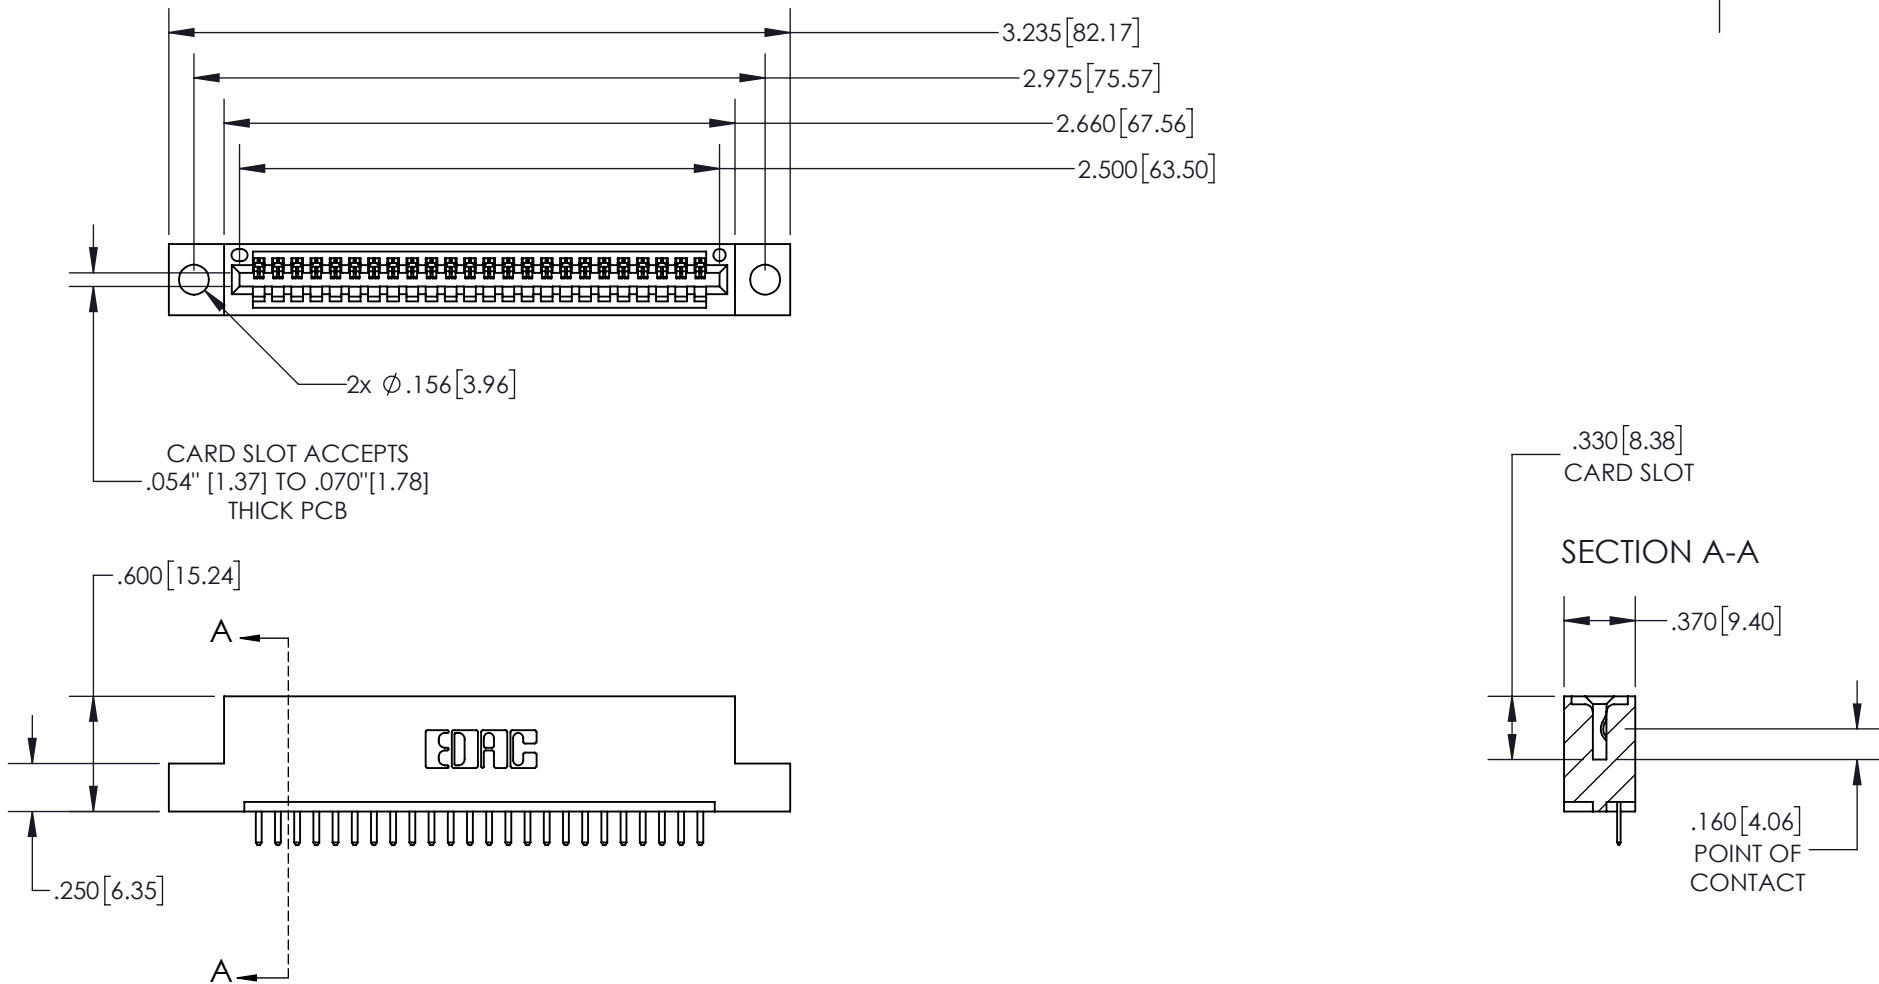 3.235[82.17]
2.975[75.57]
2.660[67.56]
2.500[63.50]
2x Ø.156[3.96]
CARD SLOT ACCEPTS
.054" [1.37] TO .070"[1.78]
THICK PCB
.330[8.38]
CARD SLOT
SECTION A-A
.600[15.24]
A
.370[9.40]
EDAC
.160[4.06]
POINT OF
CONTACT
.250[6.35]
A